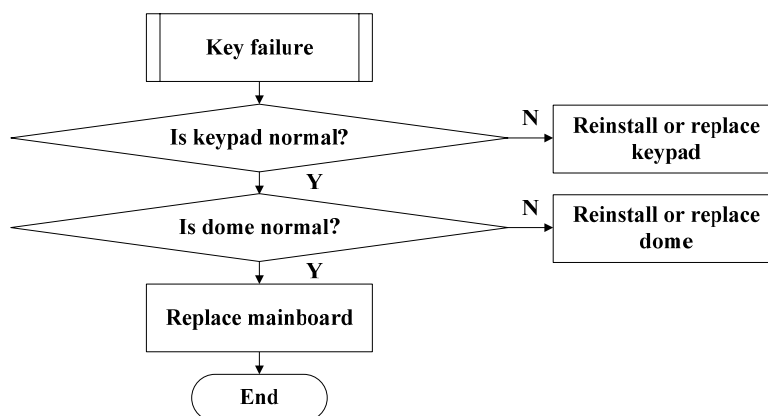 Key failure
Is keypad normal?
N
Reinstall or replace
keypad
Y
Is dome normal?
N
Reinstall or replace
dome
Y
Replace mainboard
End